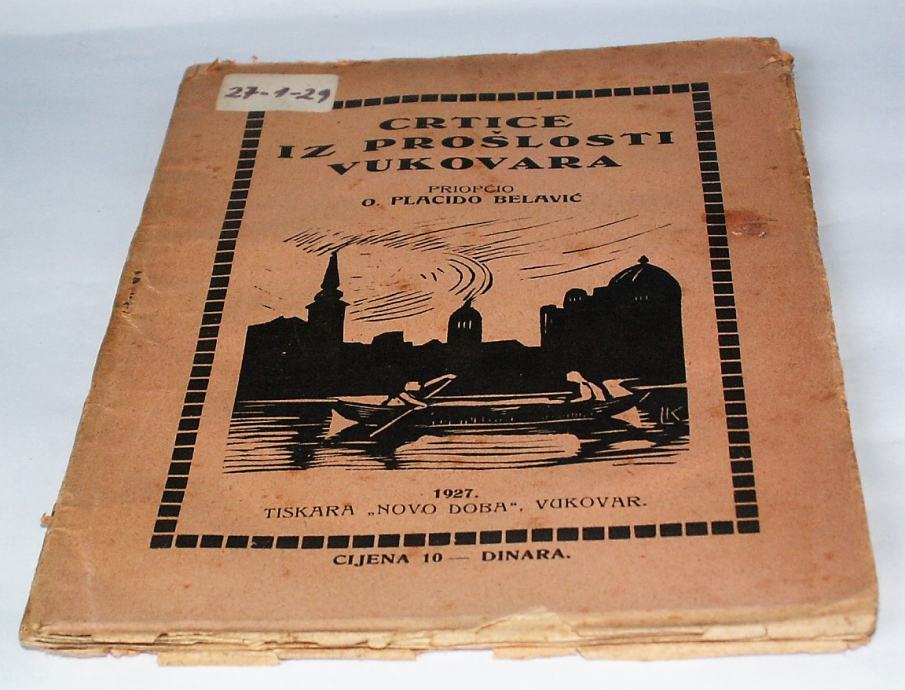 27-1-29
CRTICE
IZ PROŠLOSTI
VUKOVARA
PRIOPĆIO
O. PLACIDO BELAVIĆ
1927.
TISKARA „NOVO DOBA“, VUKOVAR.
CIJENA 10 — DINARA.